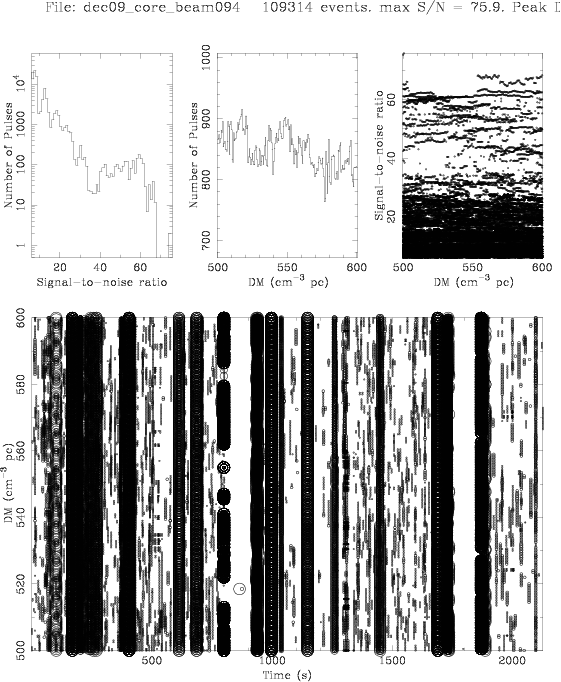 File: dec09_core_beam094 109314 events. max S/N = 75.9. Peak
Number of Pulses
10⁴
1000
100
10
1
20 40 60
Signal-to-noise ratio
Number of Pulses
1000
900
800
700
500 550 600
DM (cm⁻³ pc)
Signal-to-noise ratio
60
40
20
500 550 600
DM (cm⁻³ pc)
DM (cm⁻³ pc)
600
580
560
540
520
500
500 1000 1500 2000
Time (s)